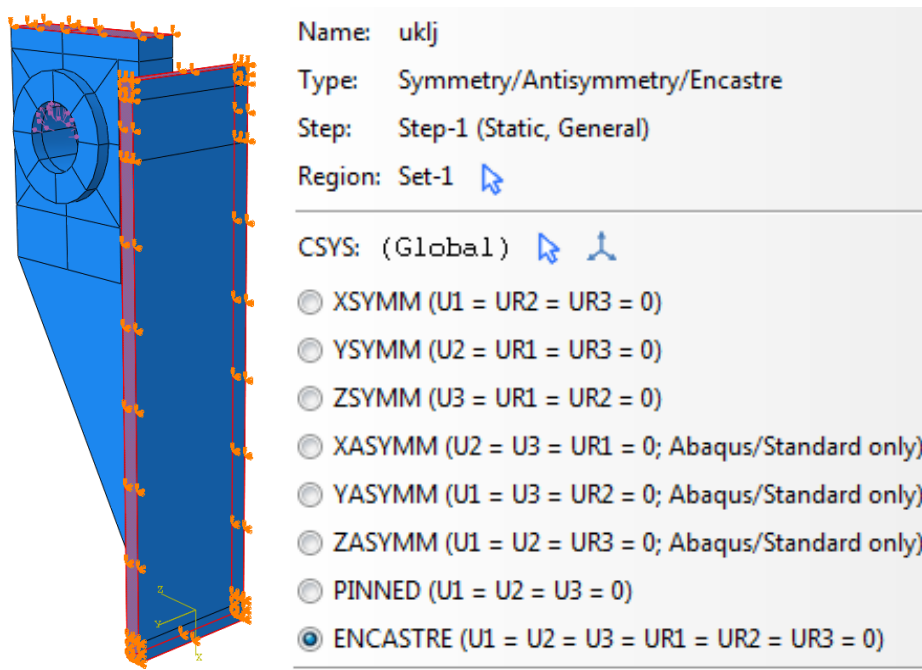 Name: uklj
Type: Symmetry/Antisymmetry/Encastre
Step: Step-1 (Static, General)
Region: Set-1
CSYS: (Global)
XSYMM (U1 = UR2 = UR3 = 0)
YSYMM (U2 = UR1 = UR3 = 0)
ZSYMM (U3 = UR1 = UR2 = 0)
XASYMM (U2 = U3 = UR1 = 0; Abaqus/Standard only)
YASYMM (U1 = U3 = UR2 = 0; Abaqus/Standard only)
ZASYMM (U1 = U2 = UR3 = 0; Abaqus/Standard only)
PINNED (U1 = U2 = U3 = 0)
ENCASTRE (U1 = U2 = U3 = UR1 = UR2 = UR3 = 0)
Z
Y
X